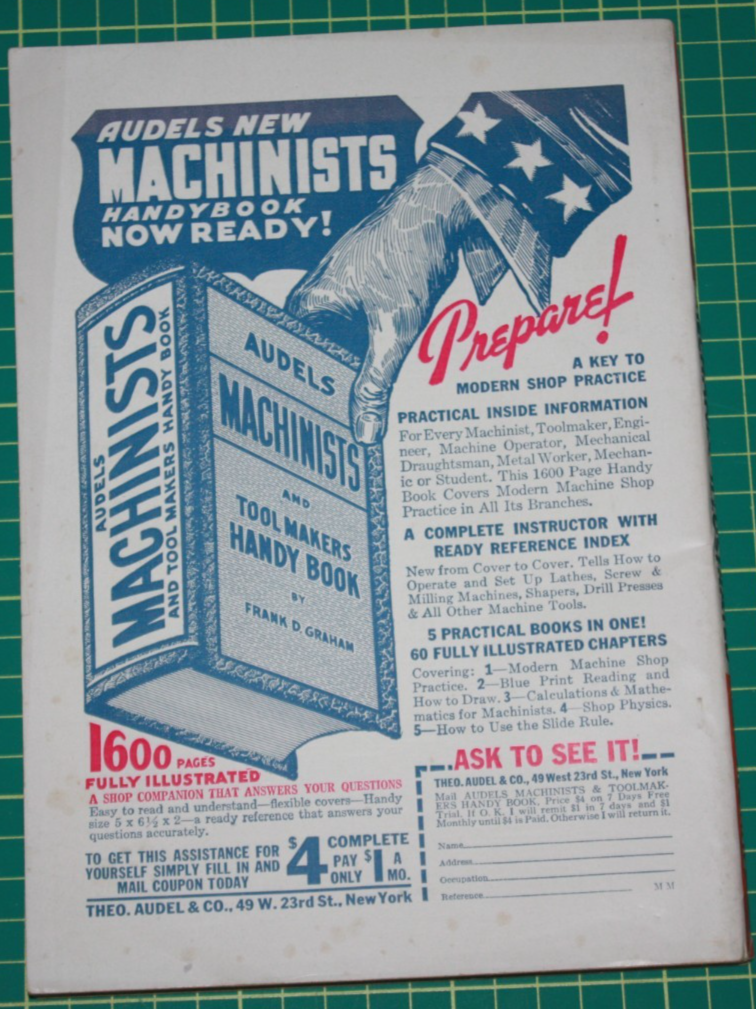 AUDELS NEW
MACHINISTS
HANDYBOOK
NOW READY!
Prepare!
A KEY TO
MODERN SHOP PRACTICE
AUDELS
MACHINISTS
AND TOOL MAKERS HANDY BOOK
AUDELS
MACHINISTS
AND
TOOL MAKERS
HANDY BOOK
BY
FRANK D. GRAHAM
PRACTICAL INSIDE INFORMATION
For Every Machinist, Toolmaker, Engi-
neer, Machine Operator, Mechanical
Draughtsman, Metal Worker, Mechan-
ic or Student. This 1600 Page Handy
Book Covers Modern Machine Shop
Practice in All Its Branches.
A COMPLETE INSTRUCTOR WITH
READY REFERENCE INDEX
New from Cover to Cover. Tells How to
Operate and Set Up Lathes, Screw &
Milling Machines, Shapers, Drill Presses
& All Other Machine Tools.
5 PRACTICAL BOOKS IN ONE!
60 FULLY ILLUSTRATED CHAPTERS
Covering: 1—Modern Machine Shop
Practice. 2—Blue Print Reading and
How to Draw. 3—Calculations & Mathe-
matics for Machinists. 4—Shop Physics.
5—How to Use the Slide Rule.
1600 PAGES
FULLY ILLUSTRATED
A SHOP COMPANION THAT ANSWERS YOUR QUESTIONS
Easy to read and understand—flexible covers—Handy
size 5 x 6½ x 2—a ready reference that answers your
questions accurately.
TO GET THIS ASSISTANCE FOR
YOURSELF SIMPLY FILL IN AND
MAIL COUPON TODAY
$4 COMPLETE
PAY ONLY $1 A MO.
THEO. AUDEL & CO., 49 W. 23rd St., New York
ASK TO SEE IT!
THEO. AUDEL & CO., 49 West 23rd St., New York
Mail AUDELS MACHINISTS & TOOLMAK-
ERS HANDY BOOK, Price $4 on 7 Days Free
Trial. If O. K. I will remit $1 in 7 days and $1
Monthly until $4 is Paid. Otherwise I will return it.
Name
Address
Occupation
Reference
M M